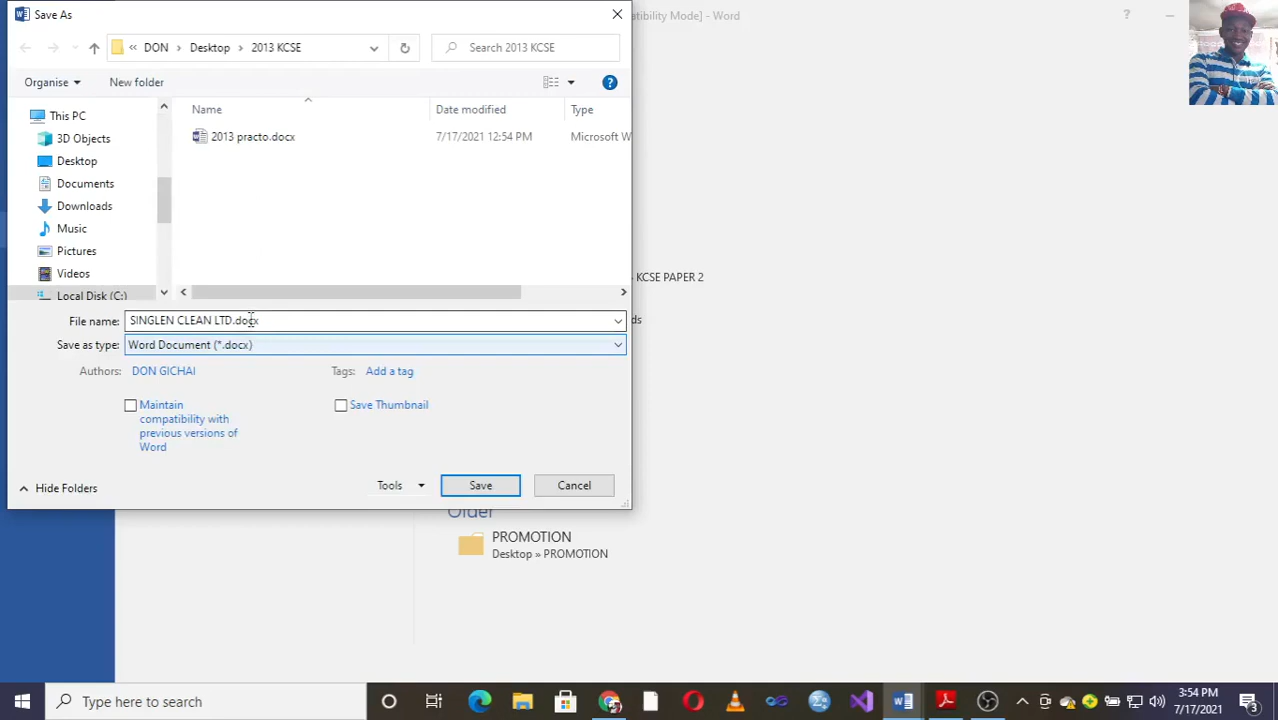 Save As
atibility Mode] - Word
?
« DON > Desktop > 2013 KCSE
Search 2013 KCSE
Organise
New folder
?
This PC
3D Objects
Desktop
Documents
Downloads
Music
Pictures
Videos
Local Disk (C:)
Name
Date modified
Type
2013 practo.docx
7/17/2021 12:54 PM
Microsoft W
- KCSE PAPER 2
ds
File name:
SINGLEN CLEAN LTD.docx
Save as type:
Word Document (*.docx)
Authors:
DON GICHAI
Tags:
Add a tag
Maintain
compatibility with
previous versions of
Word
Save Thumbnail
Hide Folders
Tools
Save
Cancel
Older
PROMOTION
Desktop » PROMOTION
Type here to search
3:54 PM
7/17/2021
3